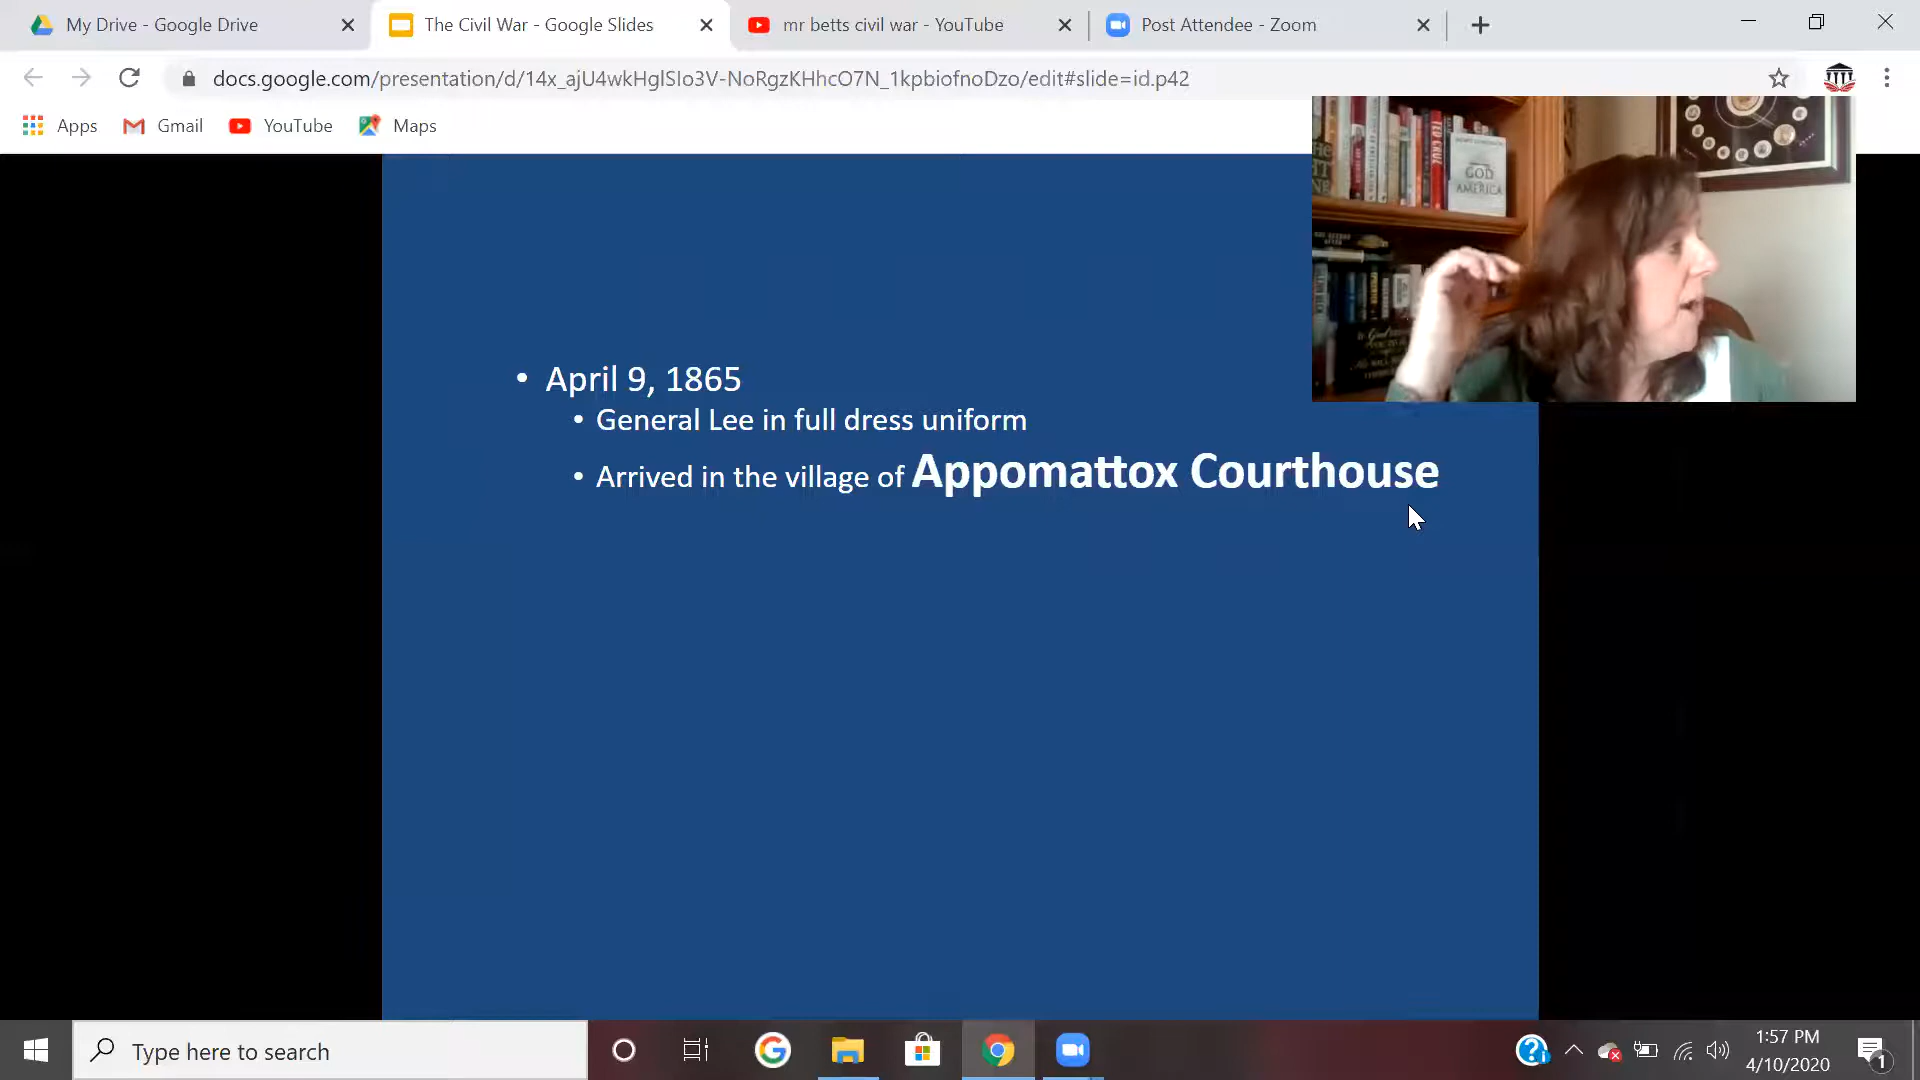 My Drive - Google Drive
The Civil War - Google Slides
mr betts civil war - YouTube
Post Attendee - Zoom
docs.google.com/presentation/d/14x_ajU4wkHglSIo3V-NoRgzKHhcO7N_1kpbiofnoDzo/edit#slide=id.p42
Apps
Gmail
YouTube
Maps
TED CRUZ
GOD
AMERICA
• April 9, 1865
• General Lee in full dress uniform
• Arrived in the village of Appomattox Courthouse
Type here to search
1:57 PM
4/10/2020
1